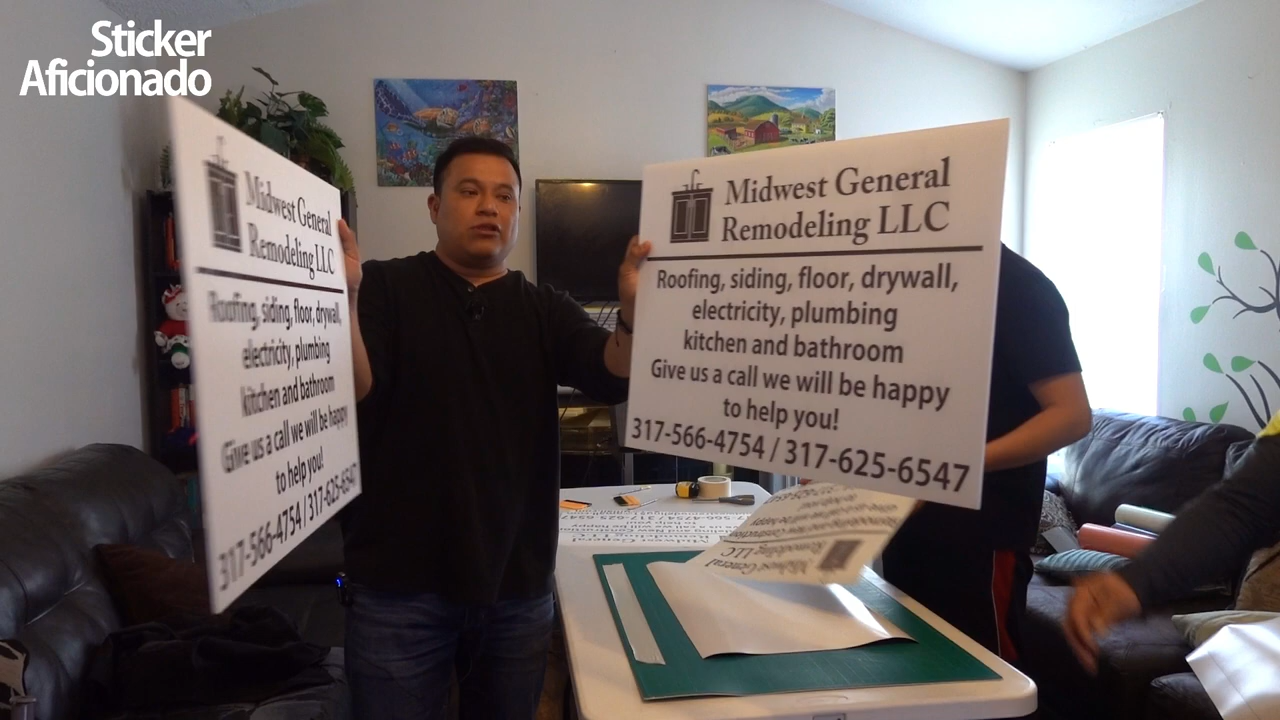 Sticker
Aficionado
Midwest General
Remodeling LLC
Roofing, siding, floor, drywall,
electricity, plumbing
kitchen and bathroom
Give us a call we will be happy
to help you!
317-566-4754 / 317-625-6547
Midwest General
Remodeling LLC
Roofing, siding, floor, drywall,
electricity, plumbing
kitchen and bathroom
Give us a call we will be happy
to help you!
317-566-4754 / 317-625-6547
Midwest General
Remodeling LLC